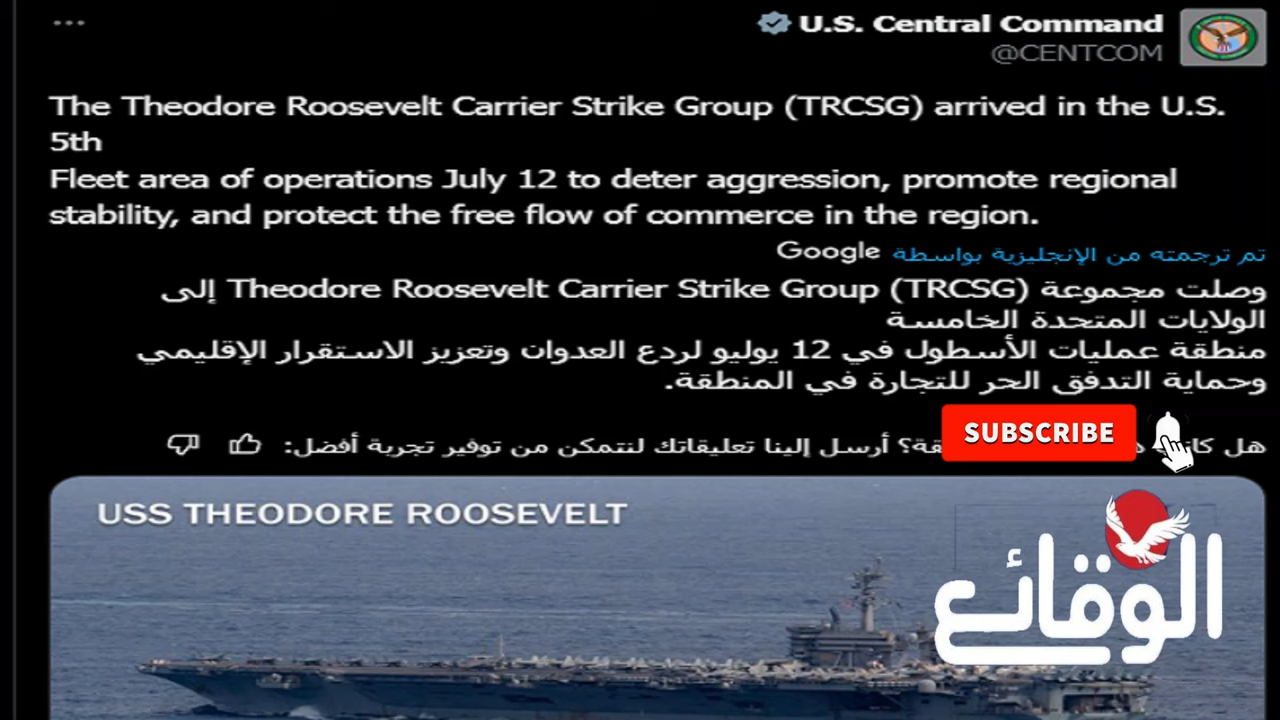 U.S. Central Command
@CENTCOM
The Theodore Roosevelt Carrier Strike Group (TRCSG) arrived in the U.S.
5th
Fleet area of operations July 12 to deter aggression, promote regional
stability, and protect the free flow of commerce in the region.
تم ترجمته من الإنجليزية بواسطة Google
وصلت مجموعة Theodore Roosevelt Carrier Strike Group (TRCSG) إلى
الولايات المتحدة الخامسة
منطقة عمليات الأسطول في 12 يوليو لردع العدوان وتعزيز الاستقرار الإقليمي
وحماية التدفق الحر للتجارة في المنطقة.
هل أرسل إلينا تعليقاتك لنتمكن من توفير تجربة أفضل:
SUBSCRIBE
USS THEODORE ROOSEVELT
الوقائع